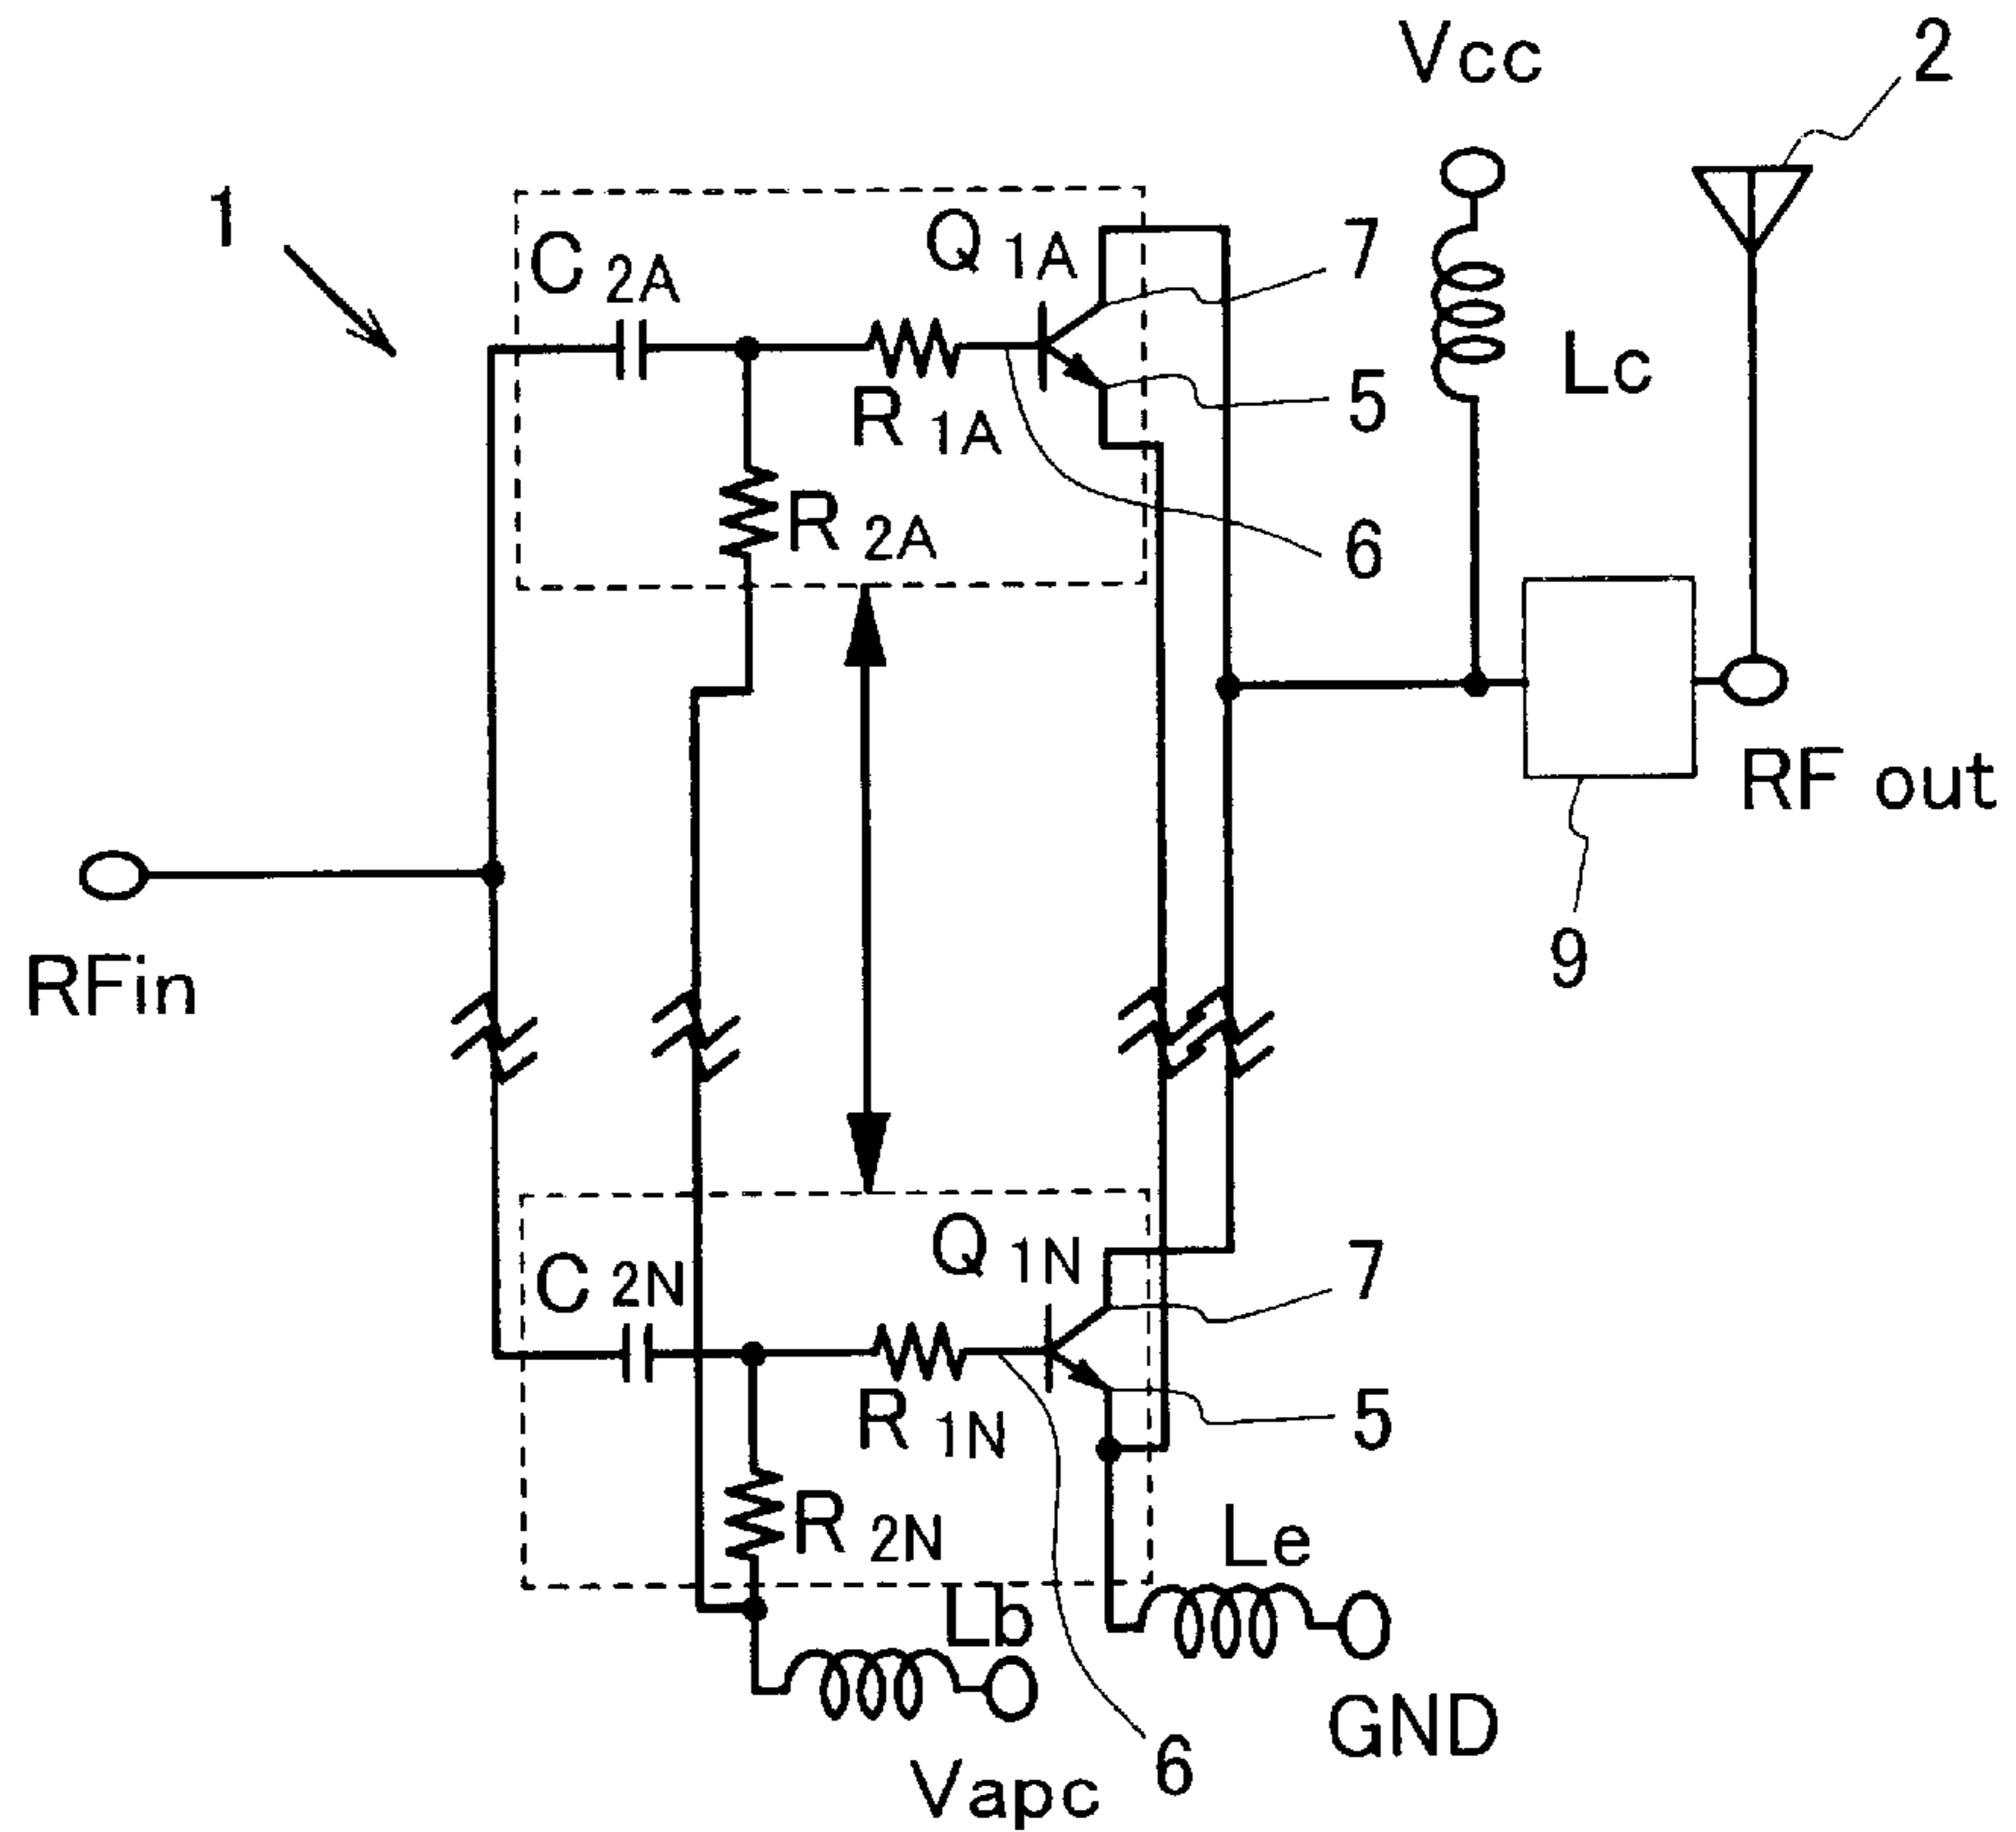 Vcc
2
1
C 2A
Q 1A
7
Lc
R 1A
5
R 2A
6
RF out
9
RFin
Q 1N
C 2N
7
R 1N
5
R 2N
Le
Lb
GND
6
Vapc